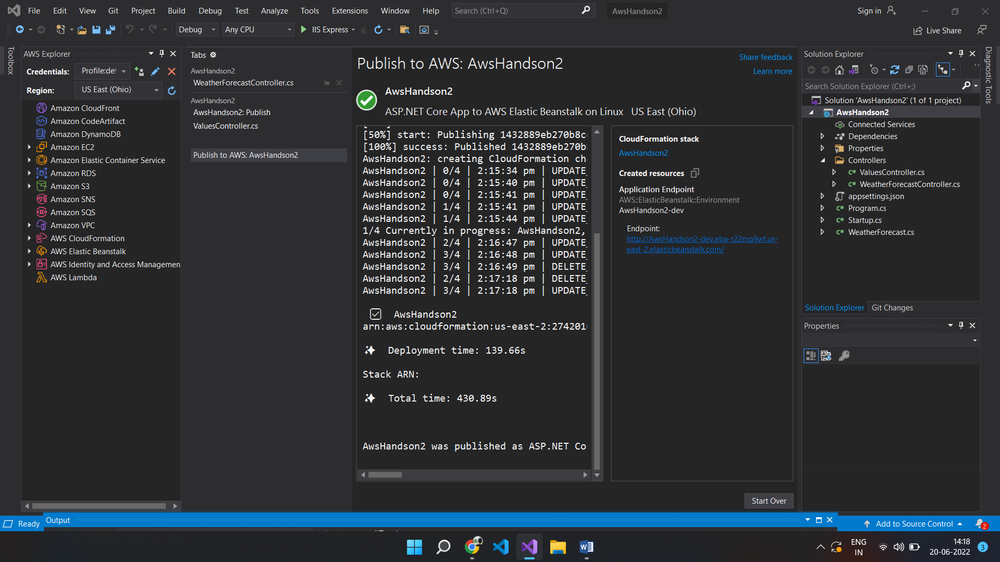 File Edit View Git Project Build Debug Test Analyze Tools Extensions Window Help Search (Ctrl+Q) AwsHandson2 Sign in
Debug Any CPU IIS Express Live Share
Toolbox
AWS Explorer
Credentials: Profile:def
Region: US East (Ohio)
Amazon CloudFront
Amazon CodeArtifact
Amazon DynamoDB
Amazon EC2
Amazon Elastic Container Service
Amazon RDS
Amazon S3
Amazon SNS
Amazon SQS
Amazon VPC
AWS CloudFormation
AWS Elastic Beanstalk
AWS Identity and Access Managemen
AWS Lambda
Tabs
AwsHandson2
WeatherForecastController.cs
AwsHandson2
AwsHandson2: Publish
ValuesController.cs
Publish to AWS: AwsHandson2
Publish to AWS: AwsHandson2
Share feedback
Learn more
AwsHandson2
ASP.NET Core App to AWS Elastic Beanstalk on Linux US East (Ohio)
[50%] start: Publishing 1432889eb270b8c
[100%] success: Published 1432889eb270b
AwsHandson2: creating CloudFormation ch
AwsHandson2 | 0/4 | 2:15:34 pm | UPDATE_
AwsHandson2 | 0/4 | 2:15:40 pm | UPDATE_
AwsHandson2 | 0/4 | 2:15:41 pm | UPDATE_
AwsHandson2 | 1/4 | 2:15:41 pm | UPDATE_
AwsHandson2 | 1/4 | 2:15:44 pm | UPDATE_
1/4 Currently in progress: AwsHandson2,
AwsHandson2 | 2/4 | 2:16:47 pm | UPDATE_
AwsHandson2 | 3/4 | 2:16:48 pm | UPDATE_
AwsHandson2 | 3/4 | 2:16:49 pm | DELETE_
AwsHandson2 | 2/4 | 2:17:18 pm | DELETE_
AwsHandson2 | 3/4 | 2:17:18 pm | UPDATE_
AwsHandson2
arn:aws:cloudformation:us-east-2:274201
Deployment time: 139.66s
Stack ARN:
Total time: 430.89s
AwsHandson2 was published as ASP.NET Co
CloudFormation stack
AwsHandson2
Created resources
Application Endpoint
AWS::ElasticBeanstalk::Environment
AwsHandson2-dev
Endpoint:
http://AwsHandson2-dev.eba-r22mp9wf.us-
east-2.elasticbeanstalk.com/
Start Over
Solution Explorer
Search Solution Explorer (Ctrl+;)
Solution 'AwsHandson2' (1 of 1 project)
AwsHandson2
Connected Services
Dependencies
Properties
Controllers
ValuesController.cs
WeatherForecastController.cs
appsettings.json
Program.cs
Startup.cs
WeatherForecast.cs
Solution Explorer Git Changes
Properties
Diagnostic Tools
Ready Output Add to Source Control 2
ENG
IN
14:18
20-06-2022
3